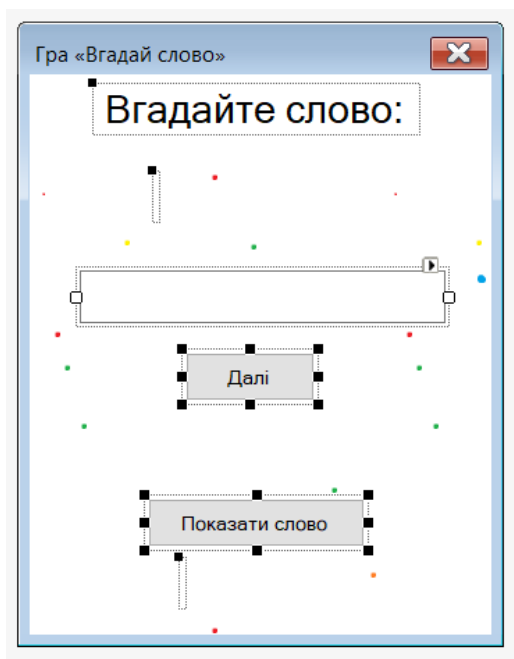 Гра «Вгадай слово»
Вгадайте слово:
Далі
Показати слово